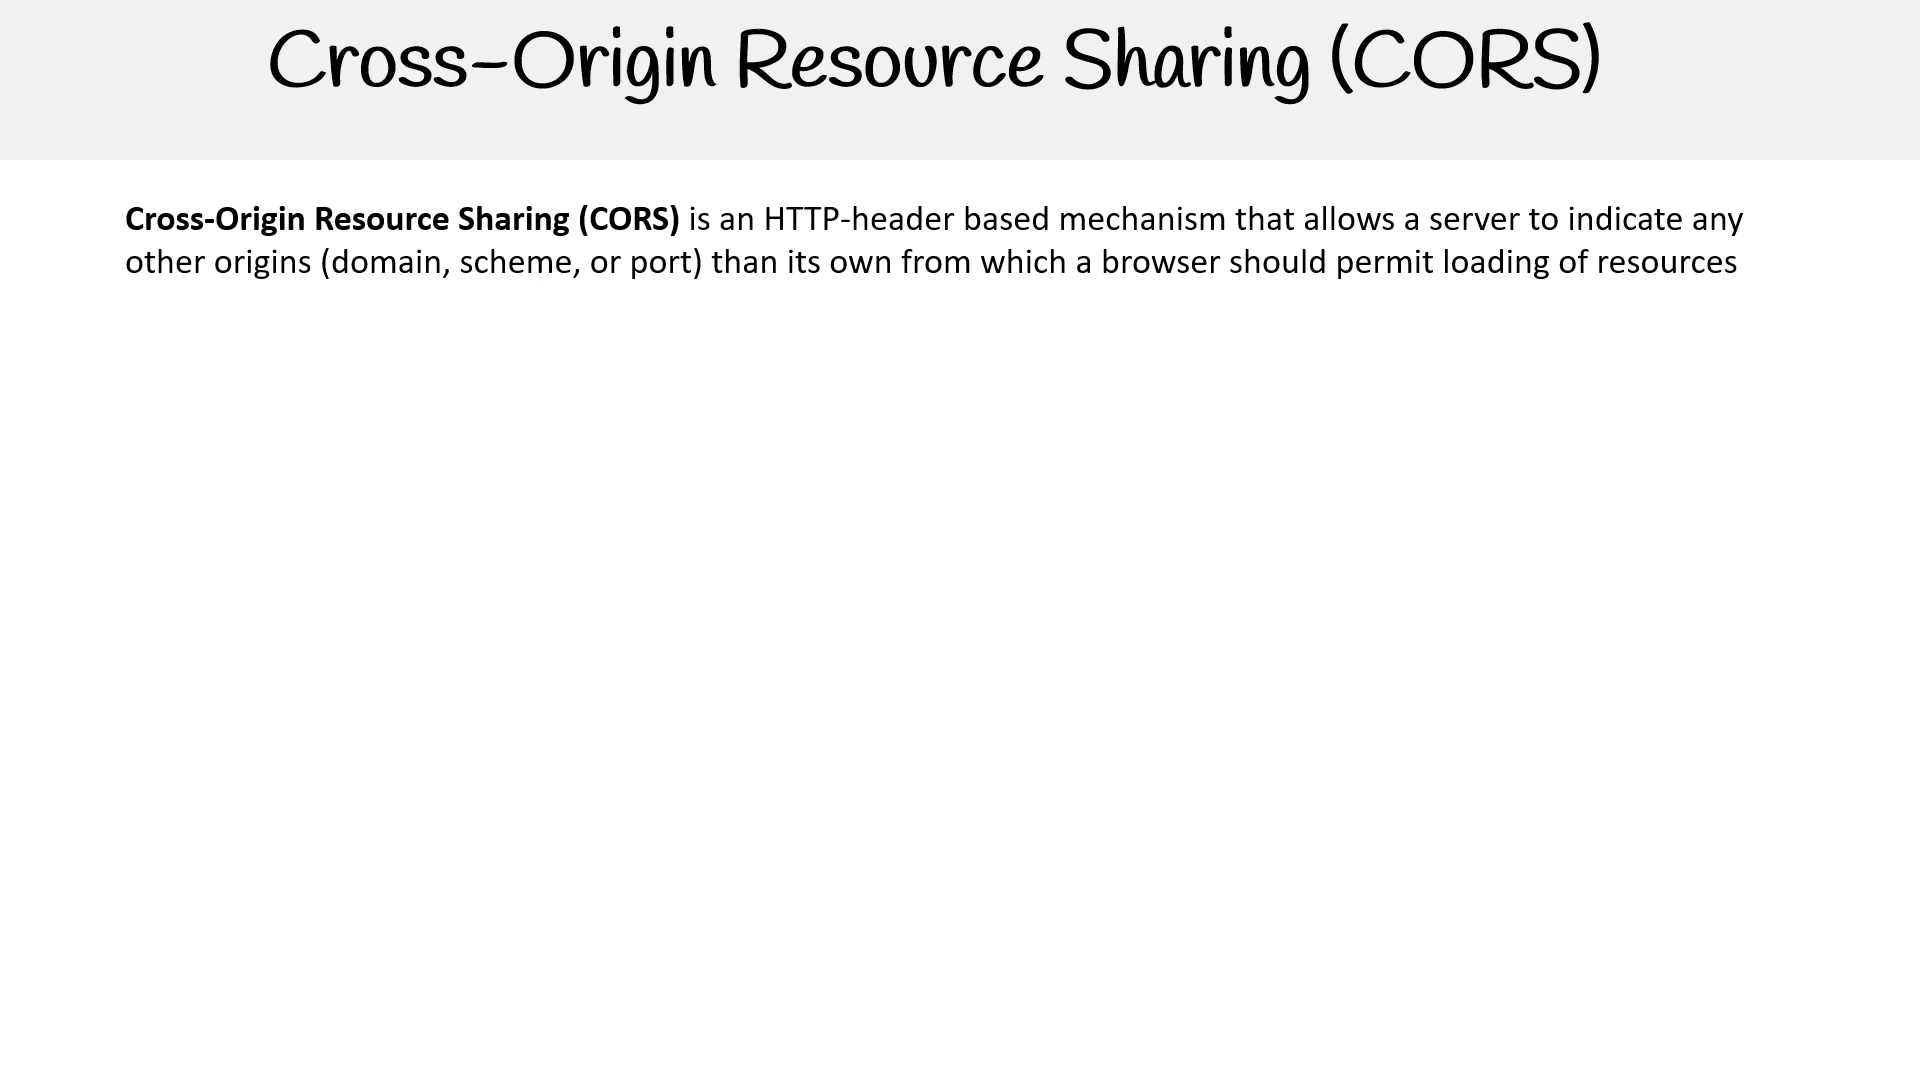 Cross-Origin Resource Sharing (CORS)
Cross-Origin Resource Sharing (CORS) is an HTTP-header based mechanism that allows a server to indicate any
other origins (domain, scheme, or port) than its own from which a browser should permit loading of resources